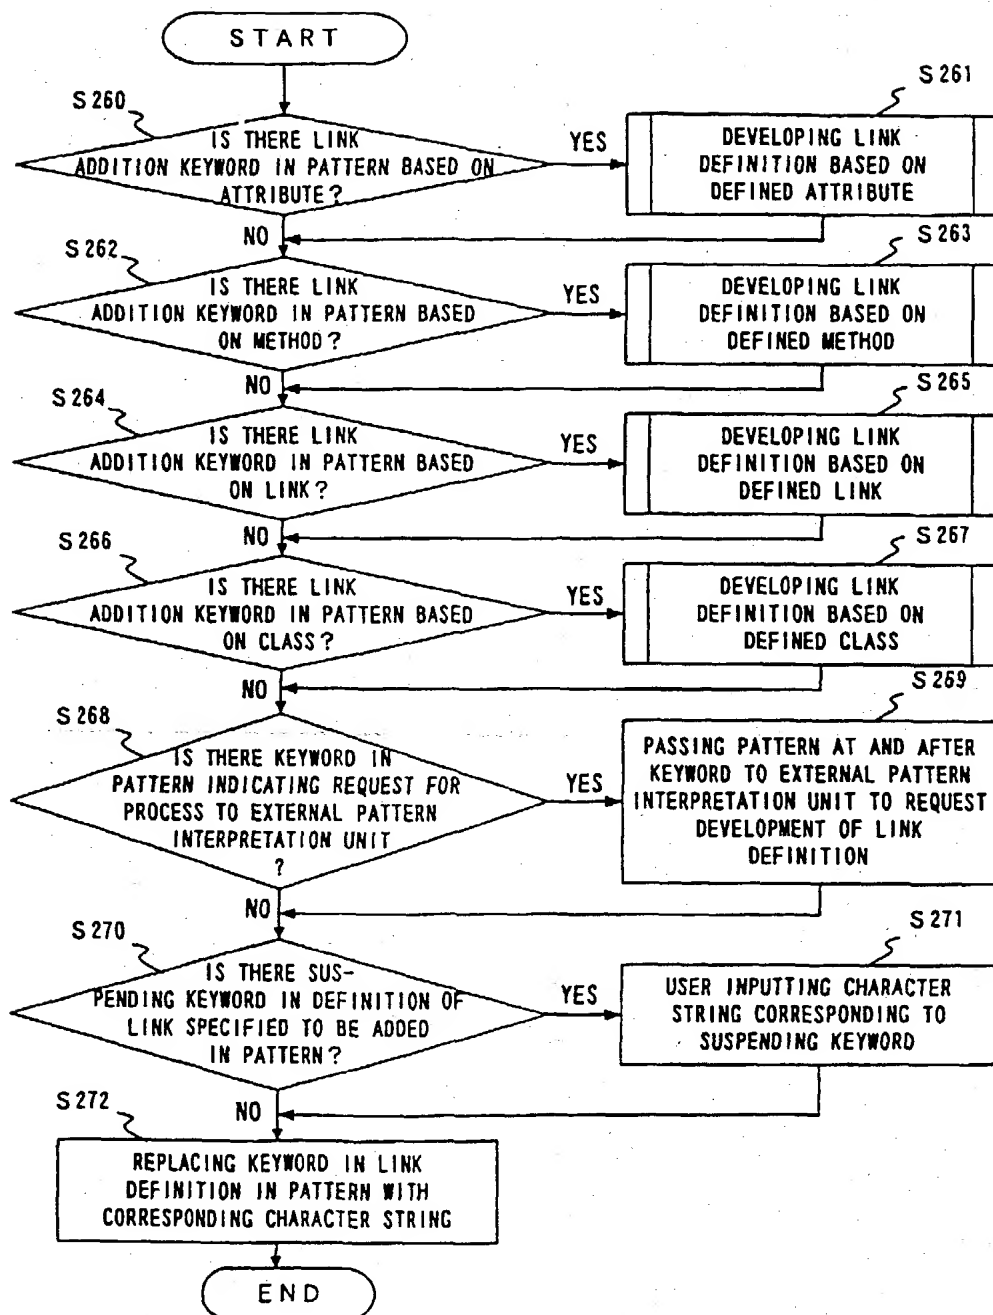 START
S260
IS THERE LINK
ADDITION KEYWORD IN PATTERN BASED ON
ATTRIBUTE?
YES
S261
DEVELOPING LINK
DEFINITION BASED ON
DEFINED ATTRIBUTE
NO
S262
IS THERE LINK
ADDITION KEYWORD IN PATTERN BASED
ON METHOD?
YES
S263
DEVELOPING LINK
DEFINITION BASED ON
DEFINED METHOD
NO
S264
IS THERE LINK
ADDITION KEYWORD IN PATTERN BASED
ON LINK?
YES
S265
DEVELOPING LINK
DEFINITION BASED ON
DEFINED LINK
NO
S266
IS THERE LINK
ADDITION KEYWORD IN PATTERN BASED
ON CLASS?
YES
S267
DEVELOPING LINK
DEFINITION BASED ON
DEFINED CLASS
NO
S268
IS THERE KEYWORD IN
PATTERN INDICATING REQUEST FOR
PROCESS TO EXTERNAL PATTERN
INTERPRETATION UNIT
?
YES
S269
PASSING PATTERN AT AND AFTER
KEYWORD TO EXTERNAL PATTERN
INTERPRETATION UNIT TO REQUEST
DEVELOPMENT OF LINK
DEFINITION
NO
S270
IS THERE SUS-
PENDING KEYWORD IN DEFINITION OF
LINK SPECIFIED TO BE ADDED
IN PATTERN?
YES
S271
USER INPUTTING CHARACTER
STRING CORRESPONDING TO
SUSPENDING KEYWORD
NO
S272
REPLACING KEYWORD IN LINK
DEFINITION IN PATTERN WITH
CORRESPONDING CHARACTER STRING
END